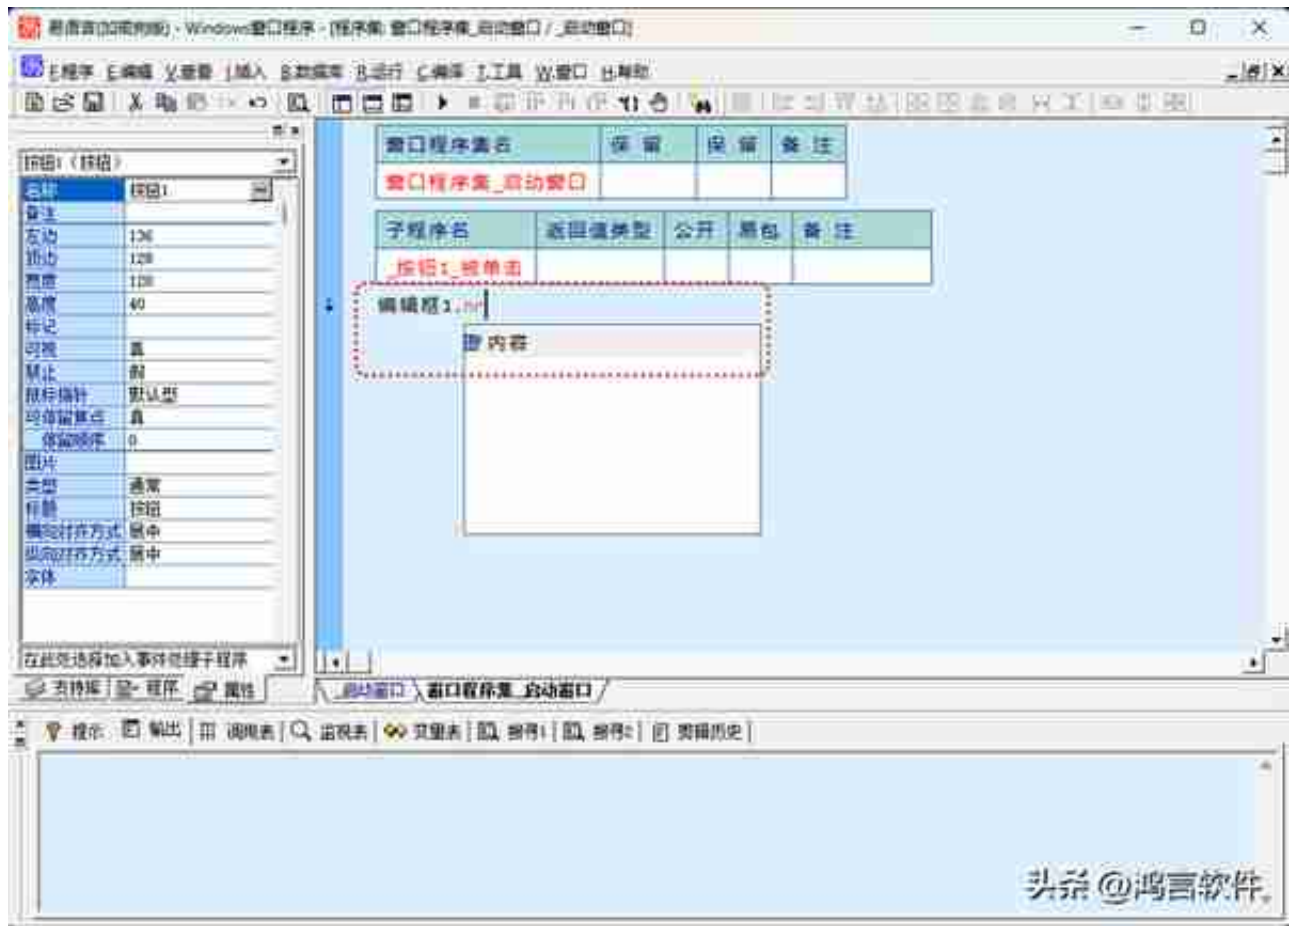 易语言(加密狗版) - Windows窗口程序 - [程序集: 窗口程序集_启动窗口 / _启动窗口]
F.程序 E.编辑 V.查看 I.插入 B.数据库 R.运行 C.编译 T.工具 W.窗口 H.帮助
按钮1（按钮）
名称 按钮1
备注
左边 136
顶边 128
宽度 120
高度 40
标记
可视 真
禁止 假
鼠标指针 默认型
可停留焦点 真
停留顺序 0
图片
类型 通常
标题 按钮
横向对齐方式 居中
纵向对齐方式 居中
字体
在此处选择加入事件处理子程序
支持库 程序 属性
窗口程序集名 保 留 保 留 备 注
窗口程序集_启动窗口
子程序名 返回值类型 公开 易包 备 注
_按钮1_被单击
编辑框1.nr
内容
_启动窗口 窗口程序集_启动窗口
提示 输出 调用表 监视表 变量表 搜寻1 搜寻2 剪辑历史
头条 @鸿言软件